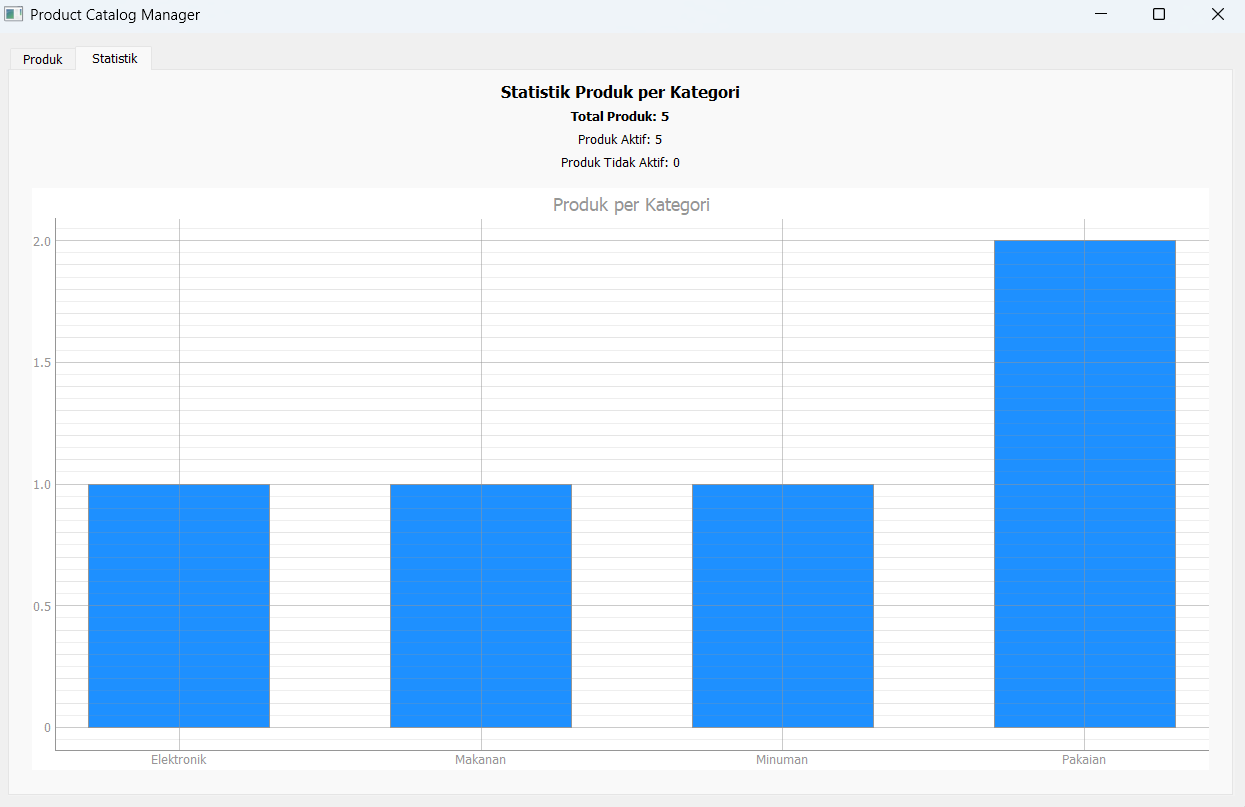 Product Catalog Manager
Produk
Statistik
Statistik Produk per Kategori
Total Produk: 5
Produk Aktif: 5
Produk Tidak Aktif: 0
Produk per Kategori
2.0
1.5
1.0
0.5
0
Elektronik
Makanan
Minuman
Pakaian